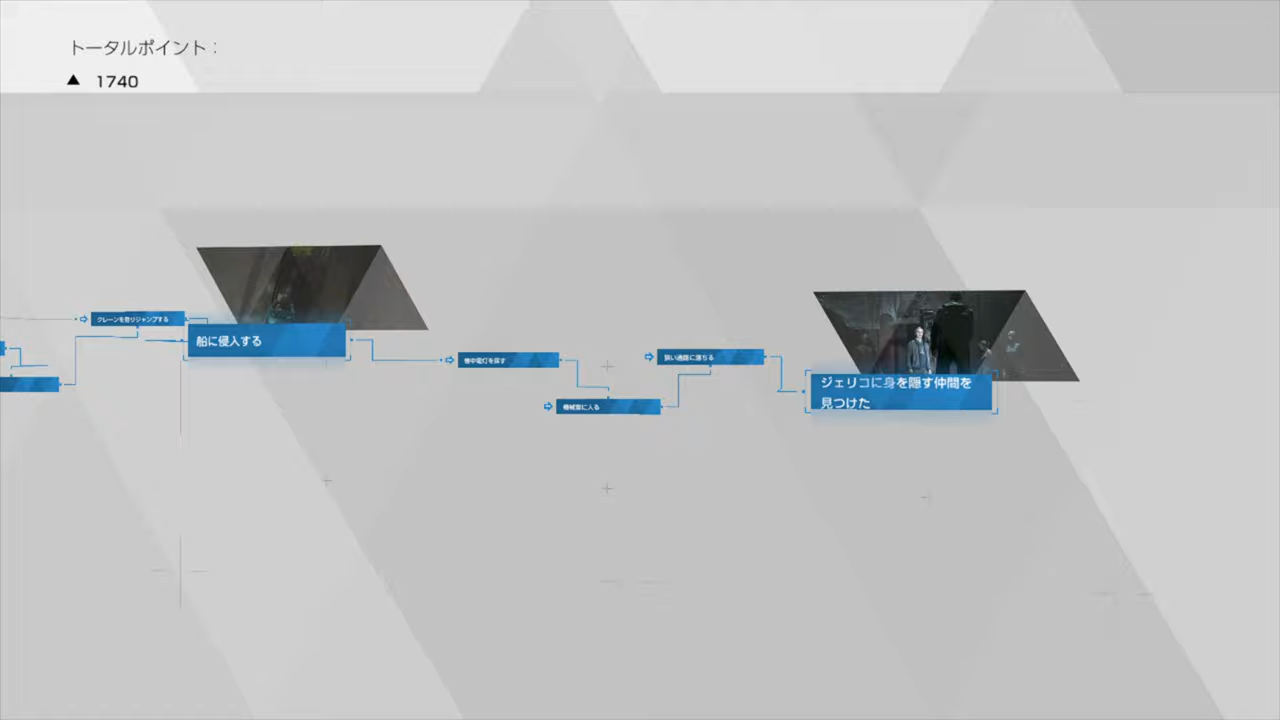 トータルポイント：
▲ 1740
クレーンを登りジャンプする
船に侵入する
懐中電灯を探す
機械室に入る
狭い通路に落ちる
ジェリコに身を隠す仲間を
見つけた